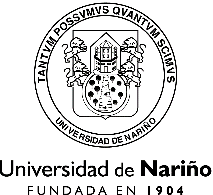 TANTVM POSSVMVS QVANTVM SCIMVS
UNIVERSIDAD DE NARIÑO
Universidad de Nariño
FUNDADA EN 1904